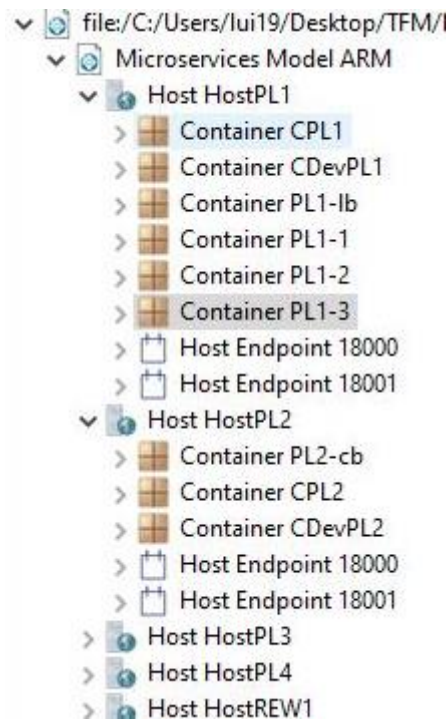 file:/C:/Users/lui19/Desktop/TFM/
Microservices Model ARM
Host HostPL1
Container CPL1
Container CDevPL1
Container PL1-lb
Container PL1-1
Container PL1-2
Container PL1-3
Host Endpoint 18000
Host Endpoint 18001
Host HostPL2
Container PL2-cb
Container CPL2
Container CDevPL2
Host Endpoint 18000
Host Endpoint 18001
Host HostPL3
Host HostPL4
Host HostREW1